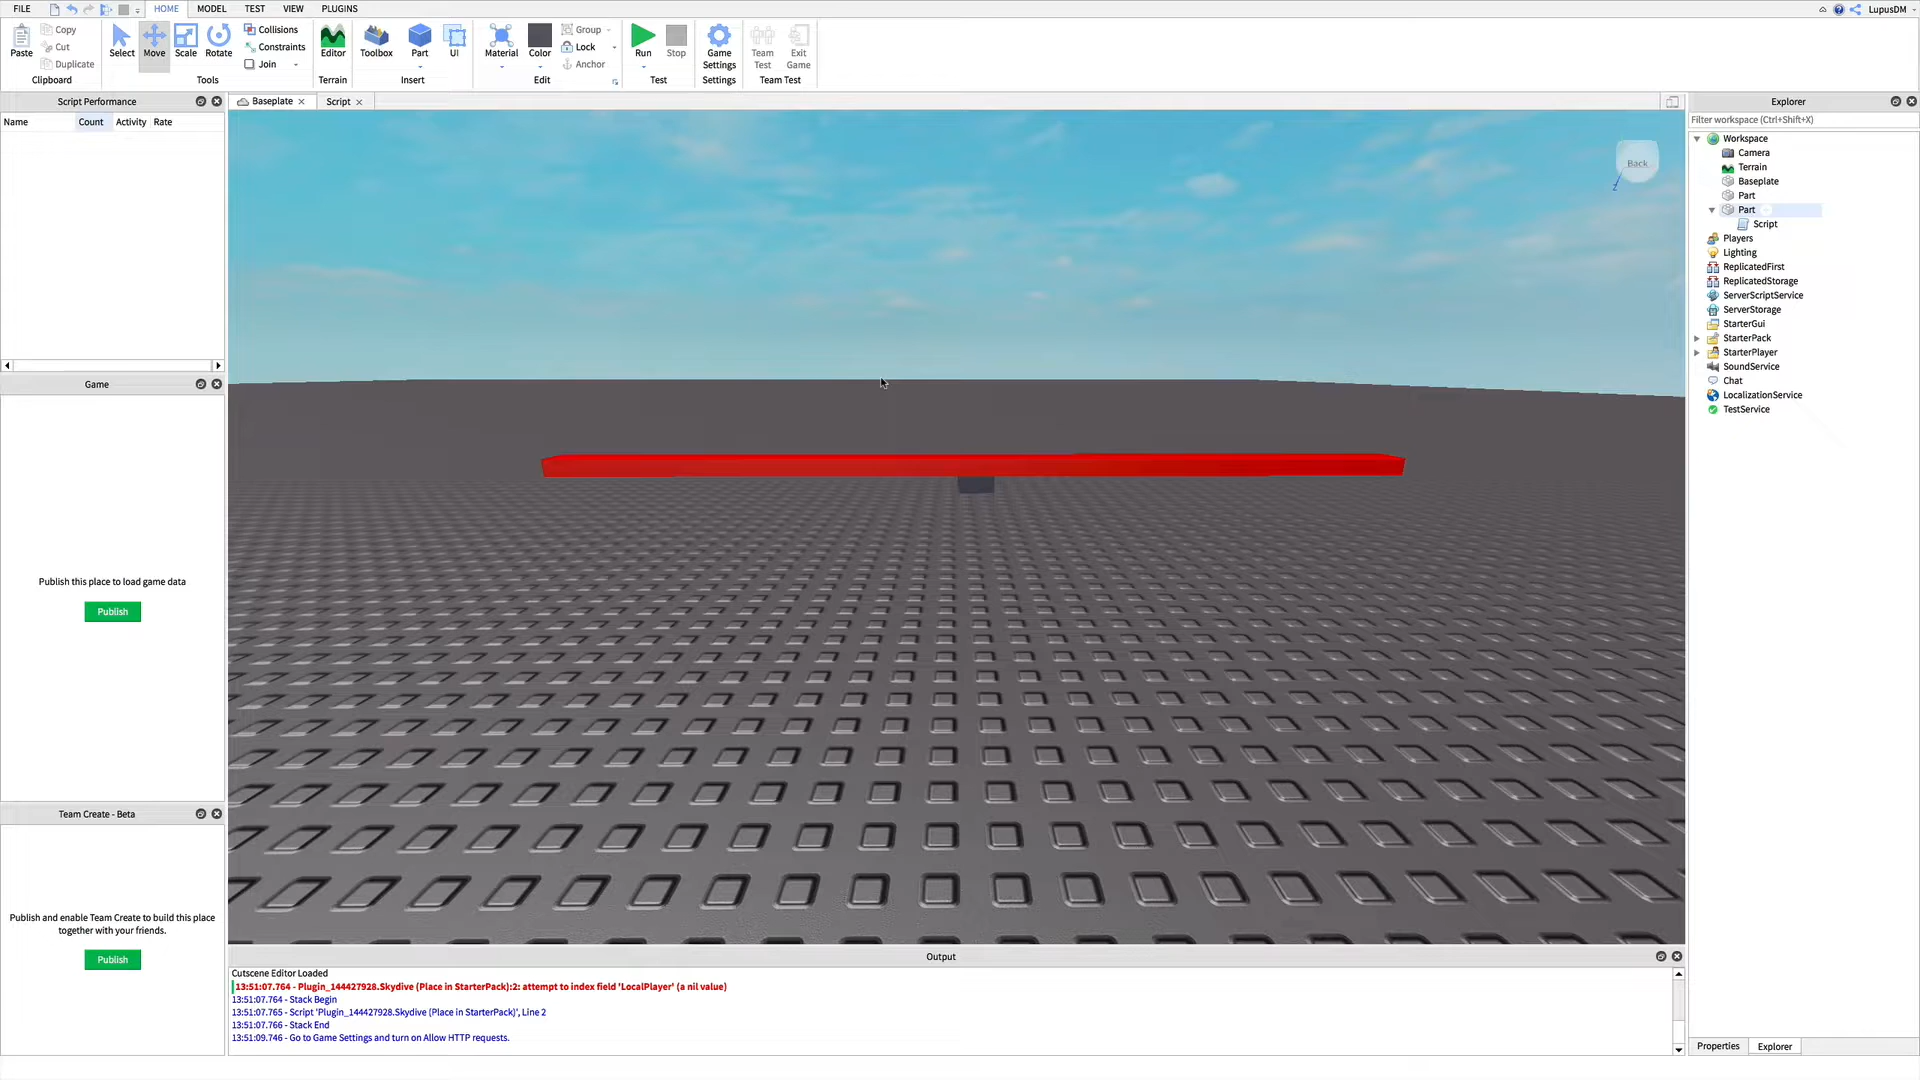 FILE HOME MODEL TEST VIEW PLUGINS LupusDM
Paste Copy Cut Duplicate Clipboard
Select Move Scale Rotate Collisions Constraints Join Tools
Editor Terrain
Toolbox Part UI Insert
Material Color Group Lock Anchor Edit
Run Stop Test
Game Settings Settings
Team Test Exit Game Team Test
Script Performance
Name Count Activity Rate
Game
Publish this place to load game data
Publish
Team Create - Beta
Publish and enable Team Create to build this place
together with your friends.
Publish
Baseplate Script
Back
Z
Output
Cutscene Editor Loaded
13:51:07.764 - Plugin_144427928.Skydive (Place in StarterPack):2: attempt to index field 'LocalPlayer' (a nil value)
13:51:07.764 - Stack Begin
13:51:07.765 - Script 'Plugin_144427928.Skydive (Place in StarterPack)', Line 2
13:51:07.766 - Stack End
13:51:09.746 - Go to Game Settings and turn on Allow HTTP requests.
Explorer
Filter workspace (Ctrl+Shift+X)
Workspace
Camera
Terrain
Baseplate
Part
Part
Script
Players
Lighting
ReplicatedFirst
ReplicatedStorage
ServerScriptService
ServerStorage
StarterGui
StarterPack
StarterPlayer
SoundService
Chat
LocalizationService
TestService
Properties Explorer